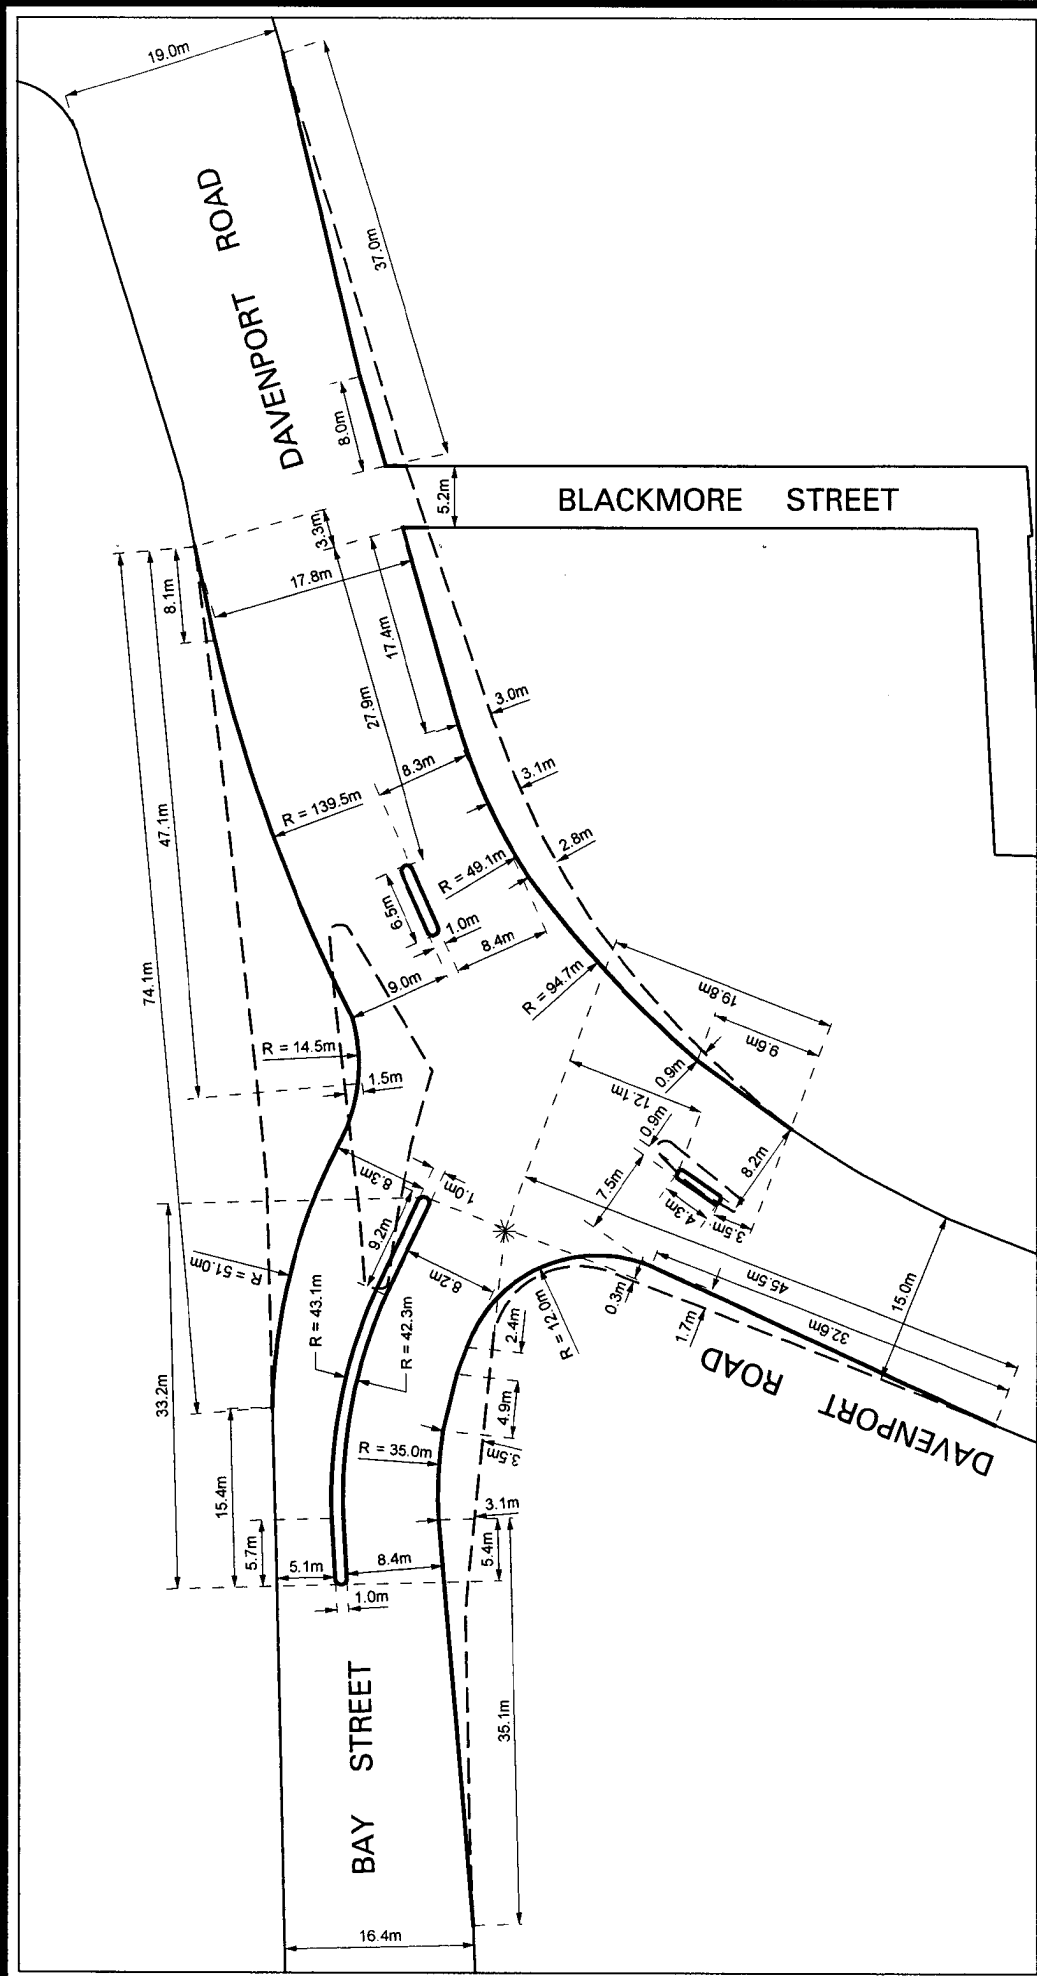 19.0m
DAVENPORT ROAD
37.0m
8.0m
5.2m
BLACKMORE STREET
3.3m
17.8m
8.1m
17.4m
27.9m
3.0m
8.3m
3.1m
R = 139.5m
47.1m
2.8m
R = 49.1m
6.5m
1.0m
8.4m
74.1m
9.0m
R = 94.7m
19.8m
9.6m
R = 14.5m
0.9m
1.5m
12.1m
0.9m
8.3m
8.2m
1.0m
7.5m
4.3m
3.5m
9.2m
R = 51.0m
8.2m
45.5m
15.0m
R = 43.1m
0.3m
R = 12.0m
2.4m
1.7m
32.6m
R = 42.3m
DAVENPORT ROAD
33.2m
4.9m
R = 35.0m
3.5m
15.4m
3.1m
5.7m
5.4m
5.1m
8.4m
1.0m
35.1m
BAY STREET
16.4m